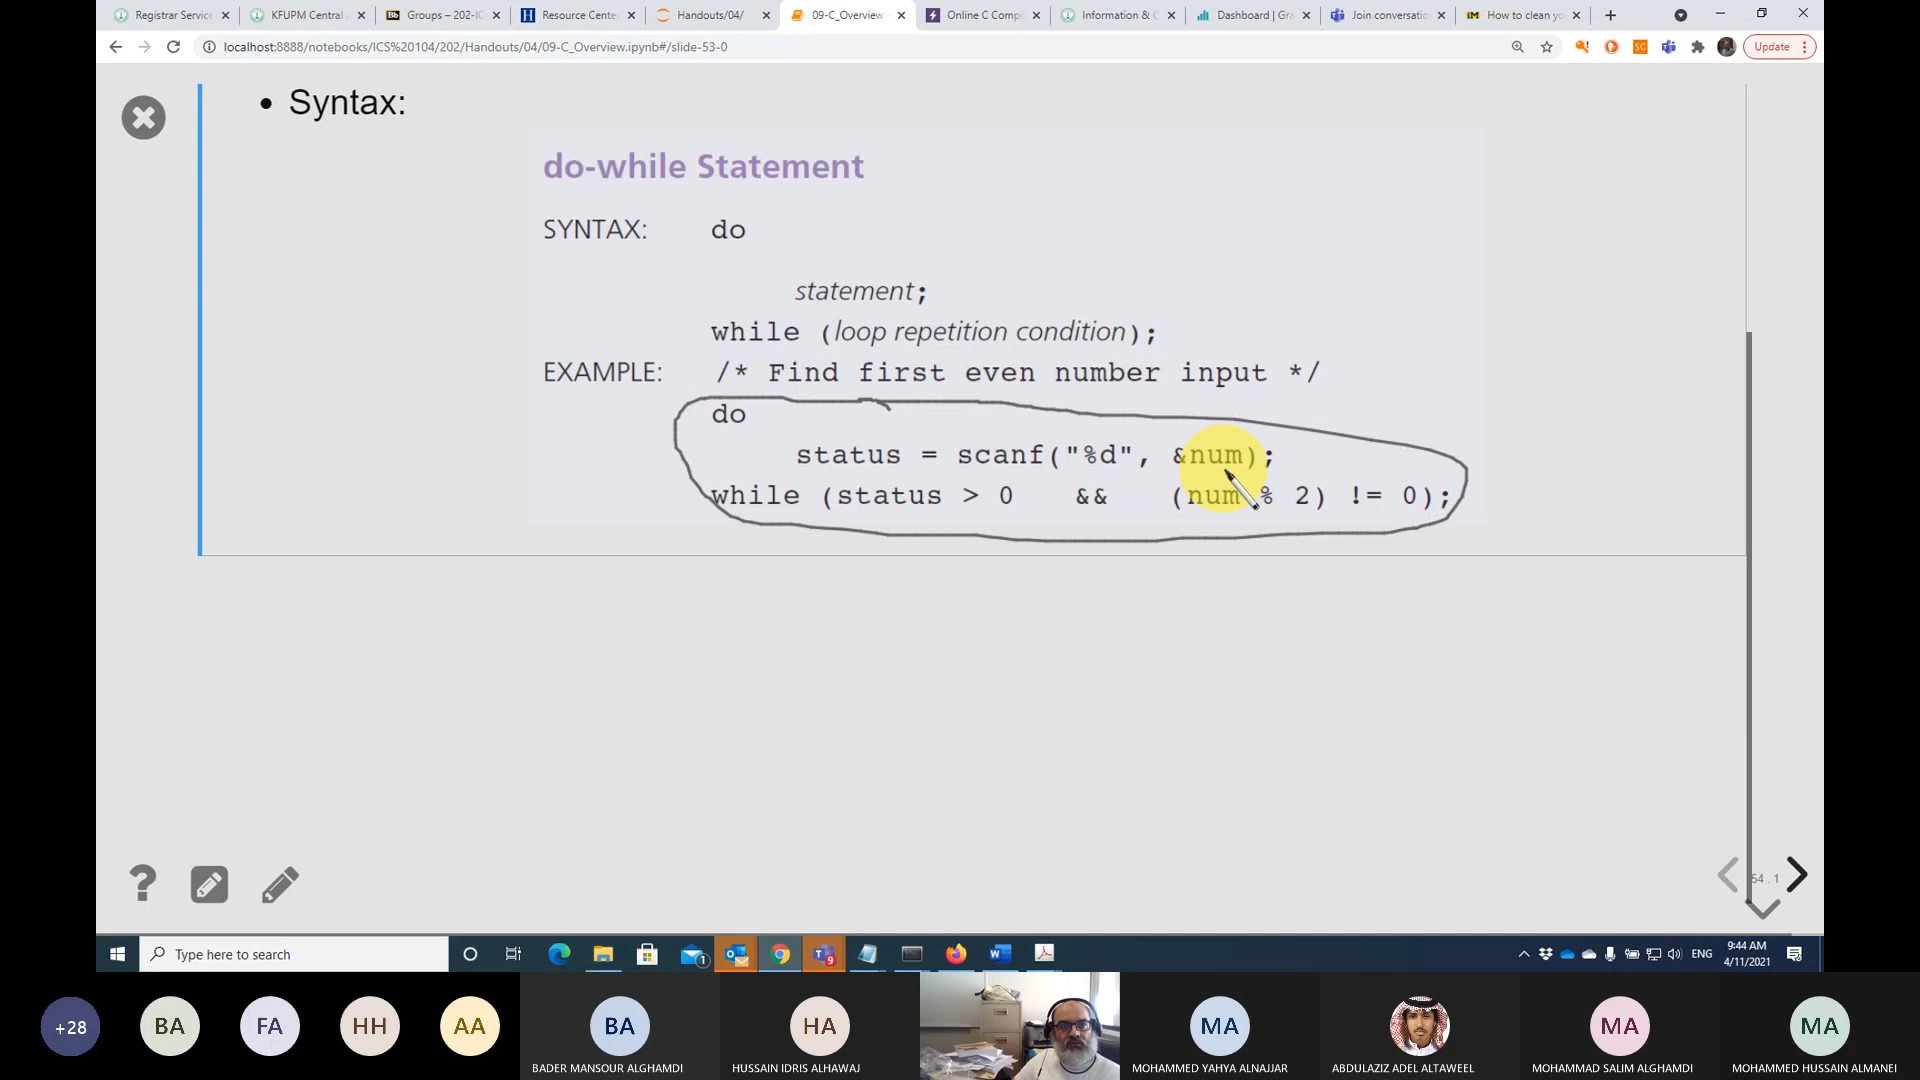 Registrar Service
KFUPM Central
Groups – 202-IC
Resource Cente
Handouts/04/
09-C_Overview
Online C Compi
Information & C
Dashboard | Gra
Join conversatio
How to clean yo
localhost:8888/notebooks/ICS%20104/202/Handouts/04/09-C_Overview.ipynb#/slide-53-0
Update
• Syntax:
do-while Statement
SYNTAX: do
statement;
while (loop repetition condition);
EXAMPLE: /* Find first even number input */
do
status = scanf("%d", &num);
while (status > 0 && (num % 2) != 0);
54 . 1
Type here to search
1
9
ENG
9:44 AM
4/11/2021
+28
BA
FA
HH
AA
BA
HA
MA
MA
MA
BADER MANSOUR ALGHAMDI
HUSSAIN IDRIS ALHAWAJ
MOHAMMED YAHYA ALNAJJAR
ABDULAZIZ ADEL ALTAWEEL
MOHAMMAD SALIM ALGHAMDI
MOHAMMED HUSSAIN ALMANEI